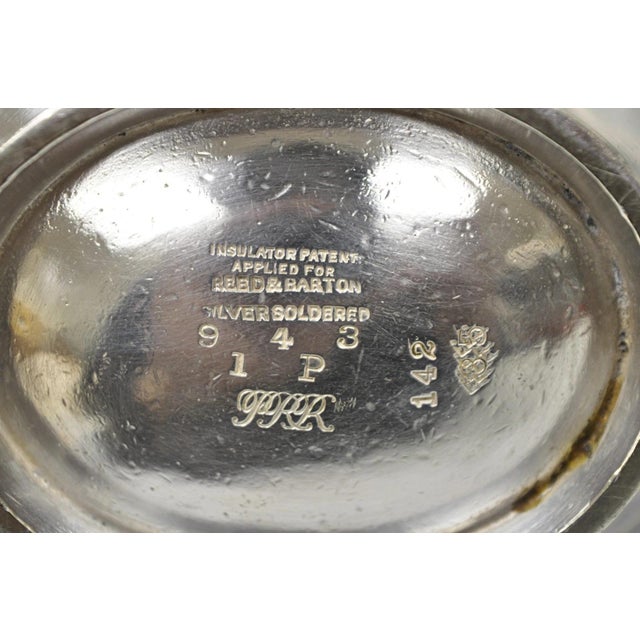 INSULATOR PATENT
APPLIED FOR
REED & BARTON
SILVER SOLDERED
9 4 3
1 P
PRR
142